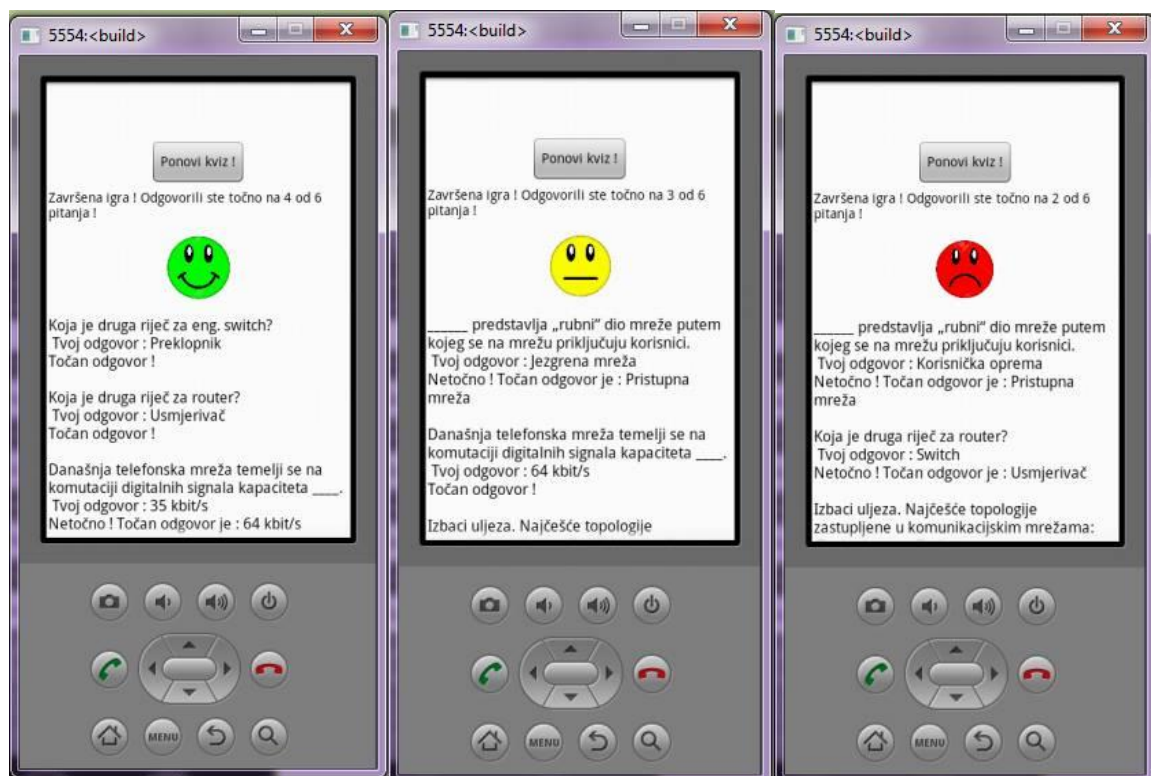 5554:<build>
Ponovi kviz !
Završena igra ! Odgovorili ste točno na 4 od 6
pitanja !
Koja je druga riječ za eng. switch?
Tvoj odgovor : Preklopnik
Točan odgovor !
Koja je druga riječ za router?
Tvoj odgovor : Usmjerivač
Točan odgovor !
Današnja telefonska mreža temelji se na
komutaciji digitalnih signala kapaciteta ____.
Tvoj odgovor : 35 kbit/s
Netočno ! Točan odgovor je : 64 kbit/s
MENU
5554:<build>
Ponovi kviz !
Završena igra ! Odgovorili ste točno na 3 od 6
pitanja !
______ predstavlja „rubni“ dio mreže putem
kojeg se na mrežu priključuju korisnici.
Tvoj odgovor : Jezgrena mreža
Netočno ! Točan odgovor je : Pristupna
mreža
Današnja telefonska mreža temelji se na
komutaciji digitalnih signala kapaciteta ____.
Tvoj odgovor : 64 kbit/s
Točan odgovor !
Izbaci uljeza. Najčešće topologije
MENU
5554:<build>
Ponovi kviz !
Završena igra ! Odgovorili ste točno na 2 od 6
pitanja !
______ predstavlja „rubni“ dio mreže putem
kojeg se na mrežu priključuju korisnici.
Tvoj odgovor : Korisnička oprema
Netočno ! Točan odgovor je : Pristupna
mreža
Koja je druga riječ za router?
Tvoj odgovor : Switch
Netočno ! Točan odgovor je : Usmjerivač
Izbaci uljeza. Najčešće topologije
zastupljene u komunikacijskim mrežama:
MENU